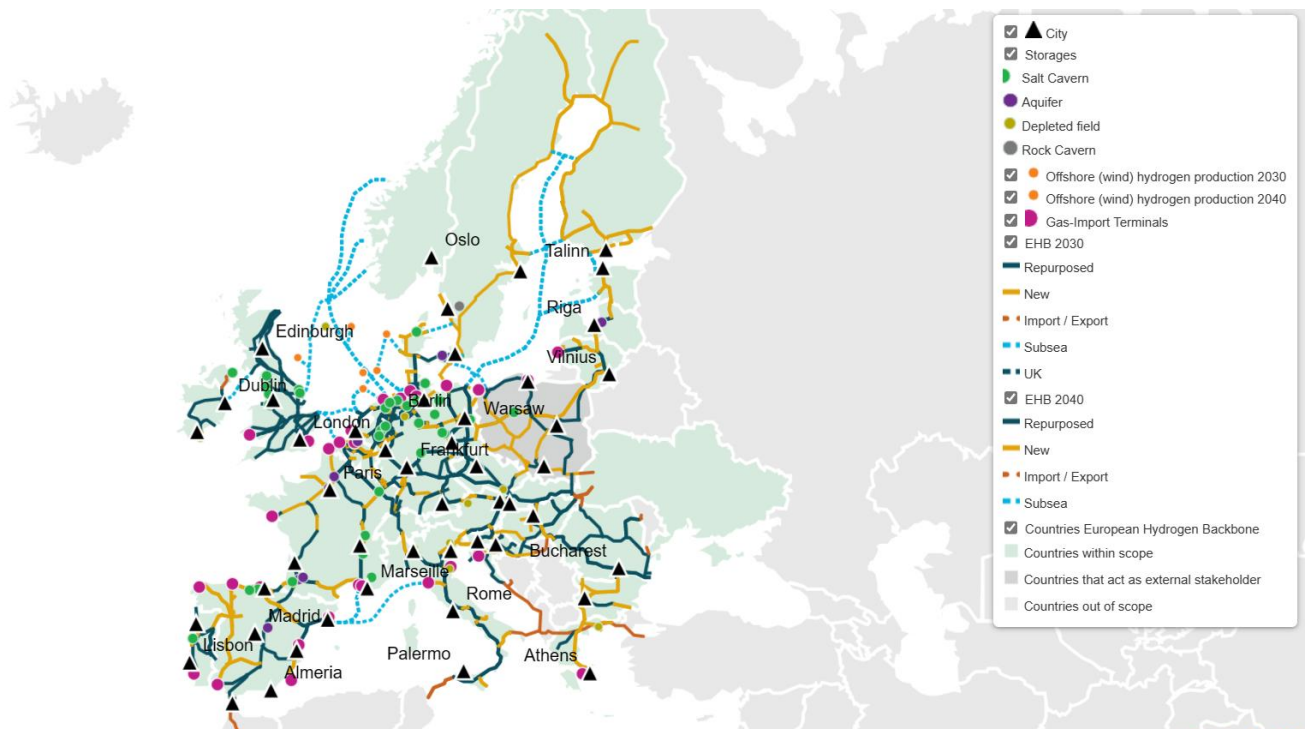 City
Storages
Salt Cavern
Aquifer
Depleted field
Rock Cavern
Offshore (wind) hydrogen production 2030
Offshore (wind) hydrogen production 2040
Gas-Import Terminals
EHB 2030
Repurposed
New
Import / Export
Subsea
UK
EHB 2040
Repurposed
New
Import / Export
Subsea
Countries European Hydrogen Backbone
Countries within scope
Countries that act as external stakeholder
Countries out of scope
Oslo
Talinn
Riga
Edinburgh
Vilnius
Dublin
Berlin
Warsaw
London
Frankfurt
Paris
Bucharest
Marseille
Rome
Madrid
Lisbon
Palermo
Athens
Almeria